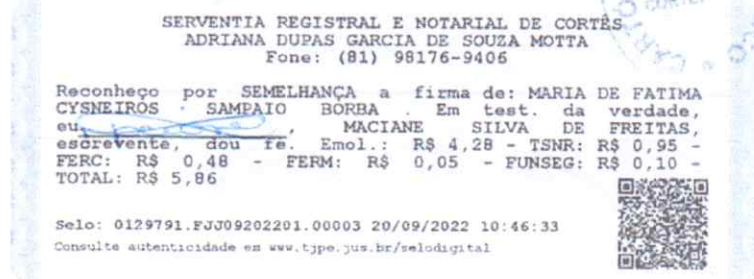 SERVENTIA REGISTRAL E NOTARIAL DE CORTÊS
ADRIANA DUPAS GARCIA DE SOUZA MOTTA
Fone: (81) 98176-9406
Reconheço por SEMELHANÇA a firma de: MARIA DE FATIMA
CYSNEIROS SAMPAIO BORBA . Em test. da verdade,
eu, , MACIANE SILVA DE FREITAS,
escrevente, dou fé. Emol.: R$ 4,28 - TSNR: R$ 0,95 -
FERC: R$ 0,48 - FERM: R$ 0,05 - FUNSEG: R$ 0,10 -
TOTAL: R$ 5,86
Selo: 0129791.FJJ09202201.00003 20/09/2022 10:46:33
Consulte autenticidade em www.tjpe.jus.br/selodigital